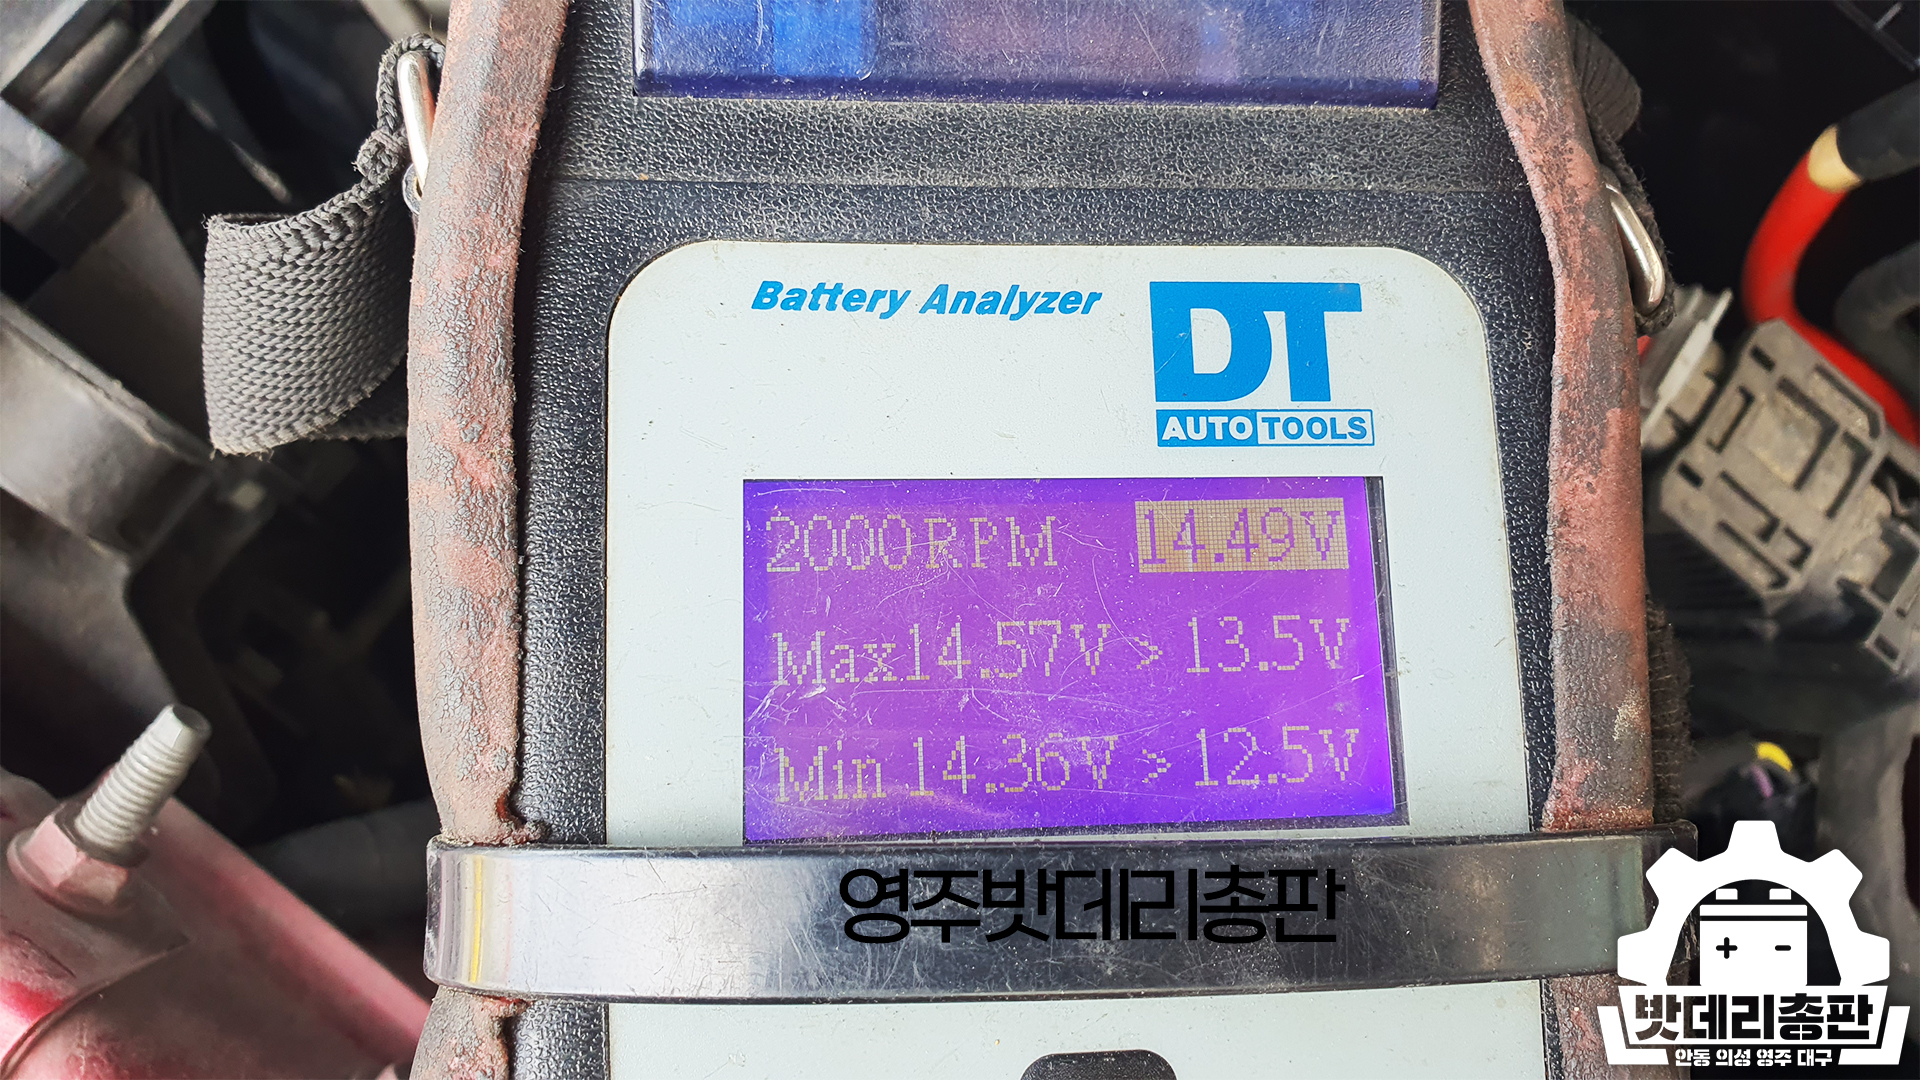 Battery Analyzer
DT
AUTO TOOLS
2000RPM 14.49V
Max14.57V > 13.5V
Min 14.36V > 12.5V
영주밧데리총판
+ -
밧데리총판
안동 의성 영주 대구